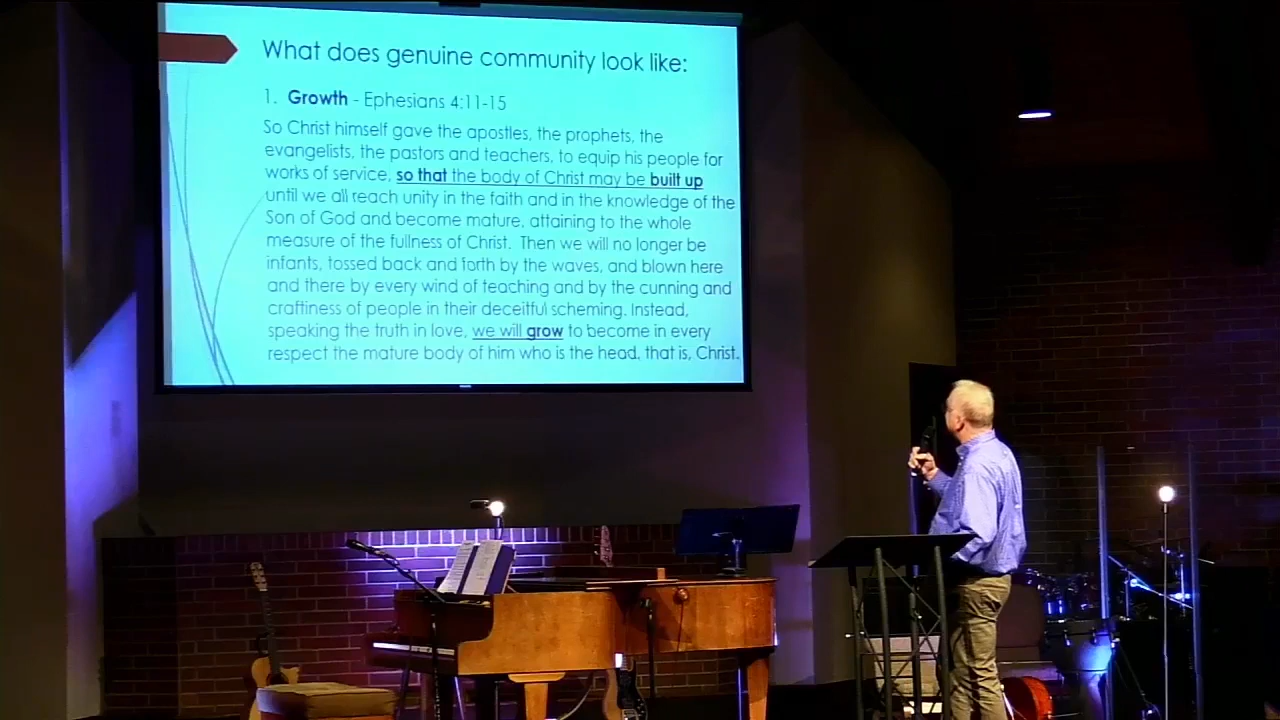 What does genuine community look like:
1. Growth - Ephesians 4:11-15
So Christ himself gave the apostles, the prophets, the
evangelists, the pastors and teachers, to equip his people for
works of service, so that the body of Christ may be built up
until we all reach unity in the faith and in the knowledge of the
Son of God and become mature, attaining to the whole
measure of the fullness of Christ. Then we will no longer be
infants, tossed back and forth by the waves, and blown here
and there by every wind of teaching and by the cunning and
craftiness of people in their deceitful scheming. Instead,
speaking the truth in love, we will grow to become in every
respect the mature body of him who is the head, that is, Christ.